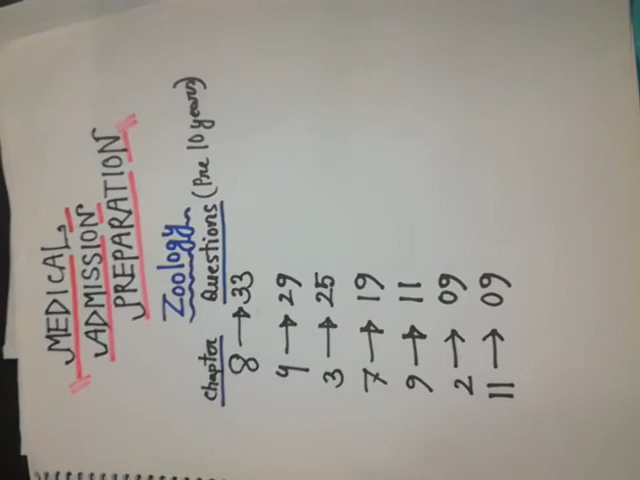 MEDICAL
ADMISSION
PREPARATION
Zoology
Chapter Questions (Pre 10 years)
8 → 33
4 → 29
3 → 25
7 → 19
9 → 11
2 → 09
11 → 09